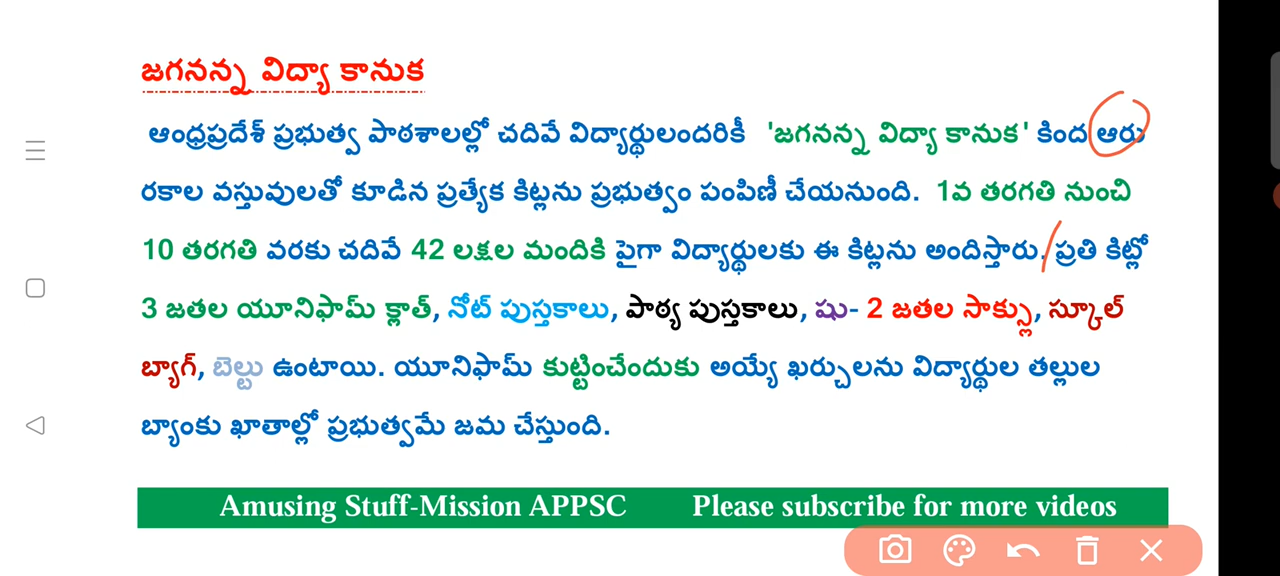 జగనన్న విద్యా కానుక
ఆంధ్రప్రదేశ్ ప్రభుత్వ పాఠశాలల్లో చదివే విద్యార్థులందరికీ 'జగనన్న విద్యా కానుక' కింద ఆరు
రకాల వస్తువులతో కూడిన ప్రత్యేక కిట్లను ప్రభుత్వం పంపిణీ చేయనుంది. 1వ తరగతి నుంచి
10 తరగతి వరకు చదివే 42 లక్షల మందికి పైగా విద్యార్థులకు ఈ కిట్లను అందిస్తారు. ప్రతి కిట్లో
3 జతల యూనిఫామ్ క్లాత్, నోట్ పుస్తకాలు, పాఠ్య పుస్తకాలు, షు- 2 జతల సాక్స్లు, స్కూల్
బ్యాగ్, బెల్టు ఉంటాయి. యూనిఫామ్ కుట్టించేందుకు అయ్యే ఖర్చులను విద్యార్థుల తల్లుల
బ్యాంకు ఖాతాల్లో ప్రభుత్వమే జమ చేస్తుంది.
Amusing Stuff-Mission APPSC Please subscribe for more videos